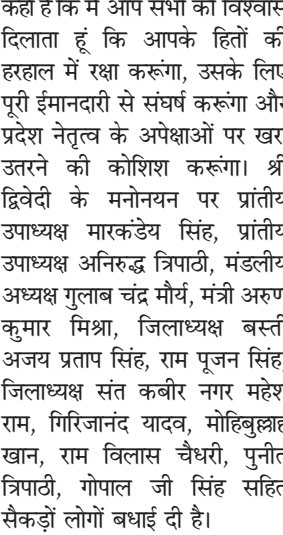 कहा है कि मैं आप सभी को विश्वास
दिलाता हूं कि आपके हितों की
हरहाल में रक्षा करूंगा, उसके लिए
पूरी ईमानदारी से संघर्ष करूंगा और
प्रदेश नेतृत्व के अपेक्षाओं पर खरा
उतरने की कोशिश करूंगा। श्री
द्विवेदी के मनोनयन पर प्रांतीय
उपाध्यक्ष मारकंडेय सिंह, प्रांतीय
उपाध्यक्ष अनिरुद्ध त्रिपाठी, मंडलीय
अध्यक्ष गुलाब चंद्र मौर्य, मंत्री अरुण
कुमार मिश्रा, जिलाध्यक्ष बस्ती
अजय प्रताप सिंह, राम पूजन सिंह,
जिलाध्यक्ष संत कबीर नगर महेश
राम, गिरिजानंद यादव, मोहिबुल्लाह
खान, राम विलास चैधरी, पुनीत
त्रिपाठी, गोपाल जी सिंह सहित
सैकड़ों लोगों बधाई दी है।